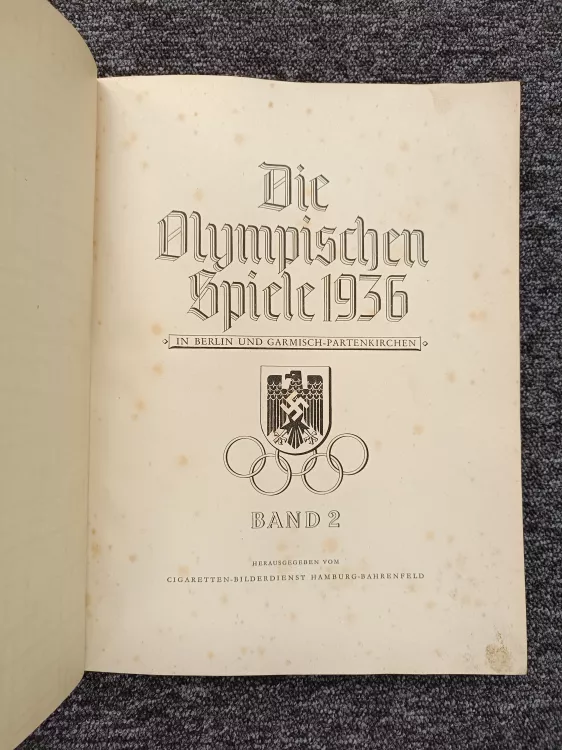 Die
Olympischen
Spiele 1936
IN BERLIN UND GARMISCH-PARTENKIRCHEN
BAND 2
HERAUSGEGEBEN VOM
CIGARETTEN-BILDERDIENST HAMBURG-BAHRENFELD